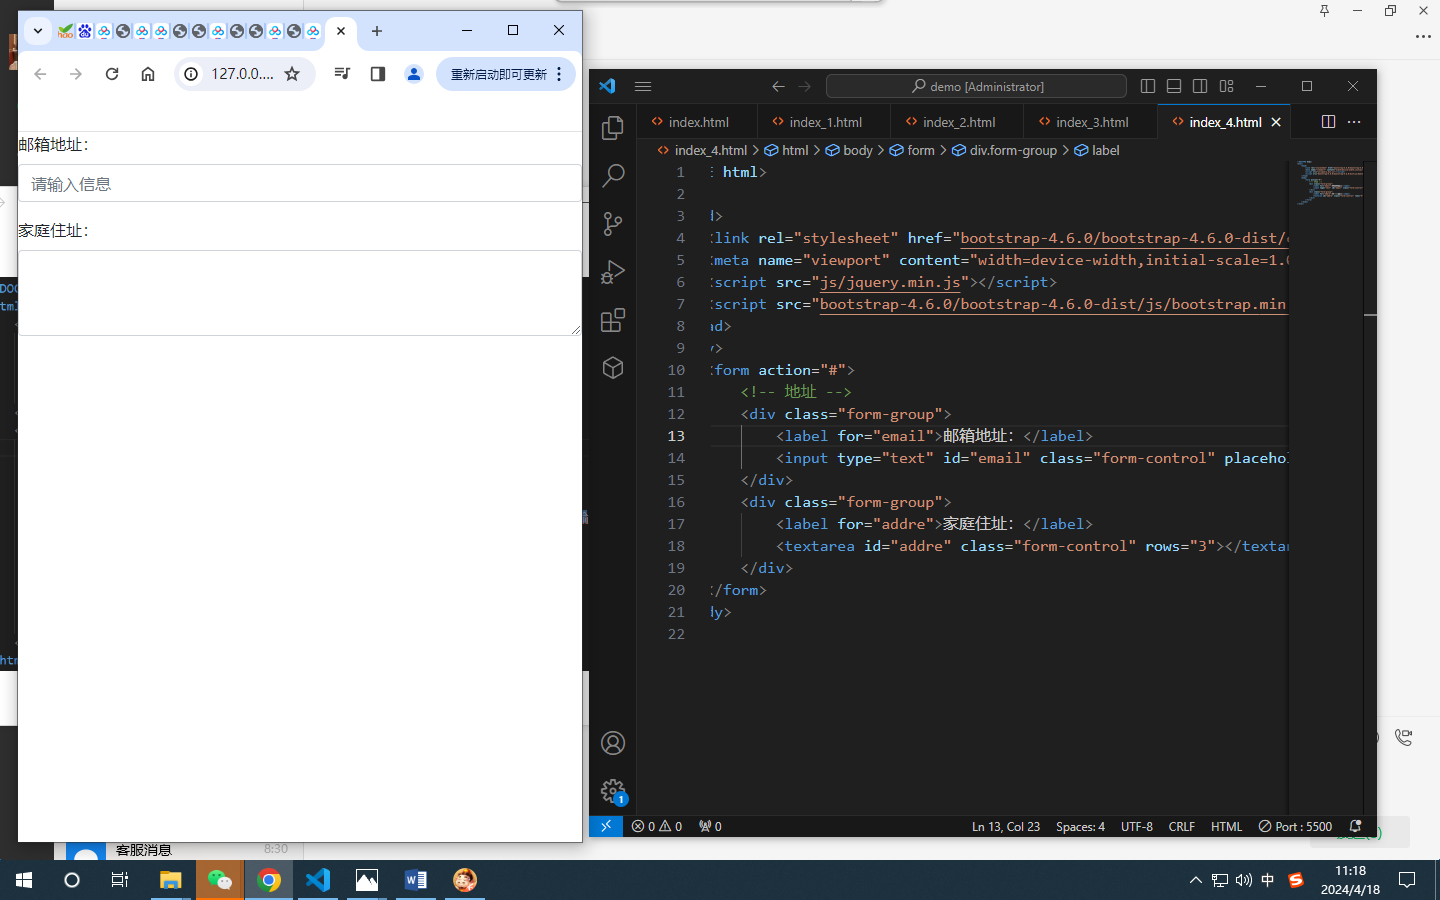 127.0.0....
重新启动即可更新
邮箱地址：
请输入信息
家庭住址：
demo [Administrator]
index.html
index_1.html
index_2.html
index_3.html
index_4.html
index_4.html > html > body > form > div.form-group > label
1 html>
2
3 d>
4 <link rel="stylesheet" href="bootstrap-4.6.0/bootstrap-4.6.0-dist/
5 <meta name="viewport" content="width=device-width,initial-scale=1.0
6 <script src="js/jquery.min.js"></script>
7 <script src="bootstrap-4.6.0/bootstrap-4.6.0-dist/js/bootstrap.min
8 ad>
9 y>
10 <form action="#">
11 <!-- 地址 -->
12 <div class="form-group">
13 <label for="email">邮箱地址：</label>
14 <input type="text" id="email" class="form-control" placehol
15 </div>
16 <div class="form-group">
17 <label for="addre">家庭住址：</label>
18 <textarea id="addre" class="form-control" rows="3"></textar
19 </div>
20 </form>
21 dy>
22
1
0 0
0
Ln 13, Col 23
Spaces: 4
UTF-8
CRLF
HTML
Port : 5500
客服消息
8:30
中
11:18
2024/4/18